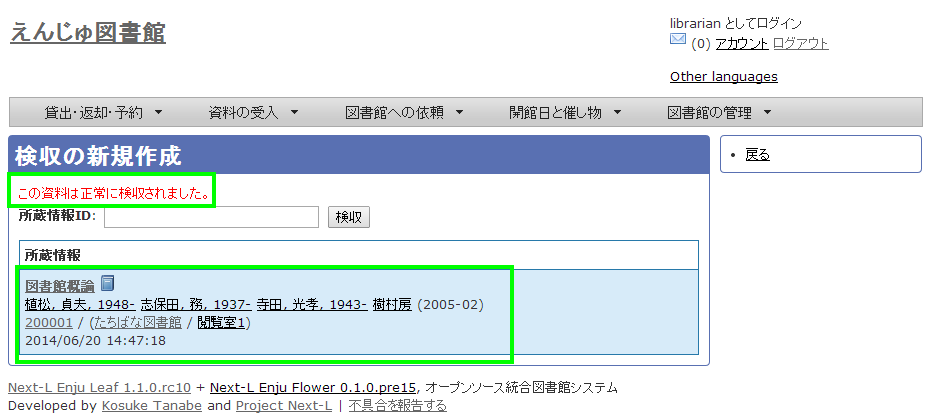 えんじゅ図書館
librarian としてログイン
(0) アカウント ログアウト
Other languages
貸出・返却・予約 ▼ 資料の受入 ▼ 図書館への依頼 ▼ 開館日と催し物 ▼ 図書館の管理 ▼
検収の新規作成
• 戻る
この資料は正常に検収されました。
所蔵情報ID: 検収
所蔵情報
図書館概論
植松, 貞夫, 1948- 志保田, 務, 1937- 寺田, 光孝, 1943- 樹村房 (2005-02)
200001 / (たちばな図書館 / 閲覧室1)
2014/06/20 14:47:18
Next-L Enju Leaf 1.1.0.rc10 + Next-L Enju Flower 0.1.0.pre15, オープンソース統合図書館システム
Developed by Kosuke Tanabe and Project Next-L | 不具合を報告する